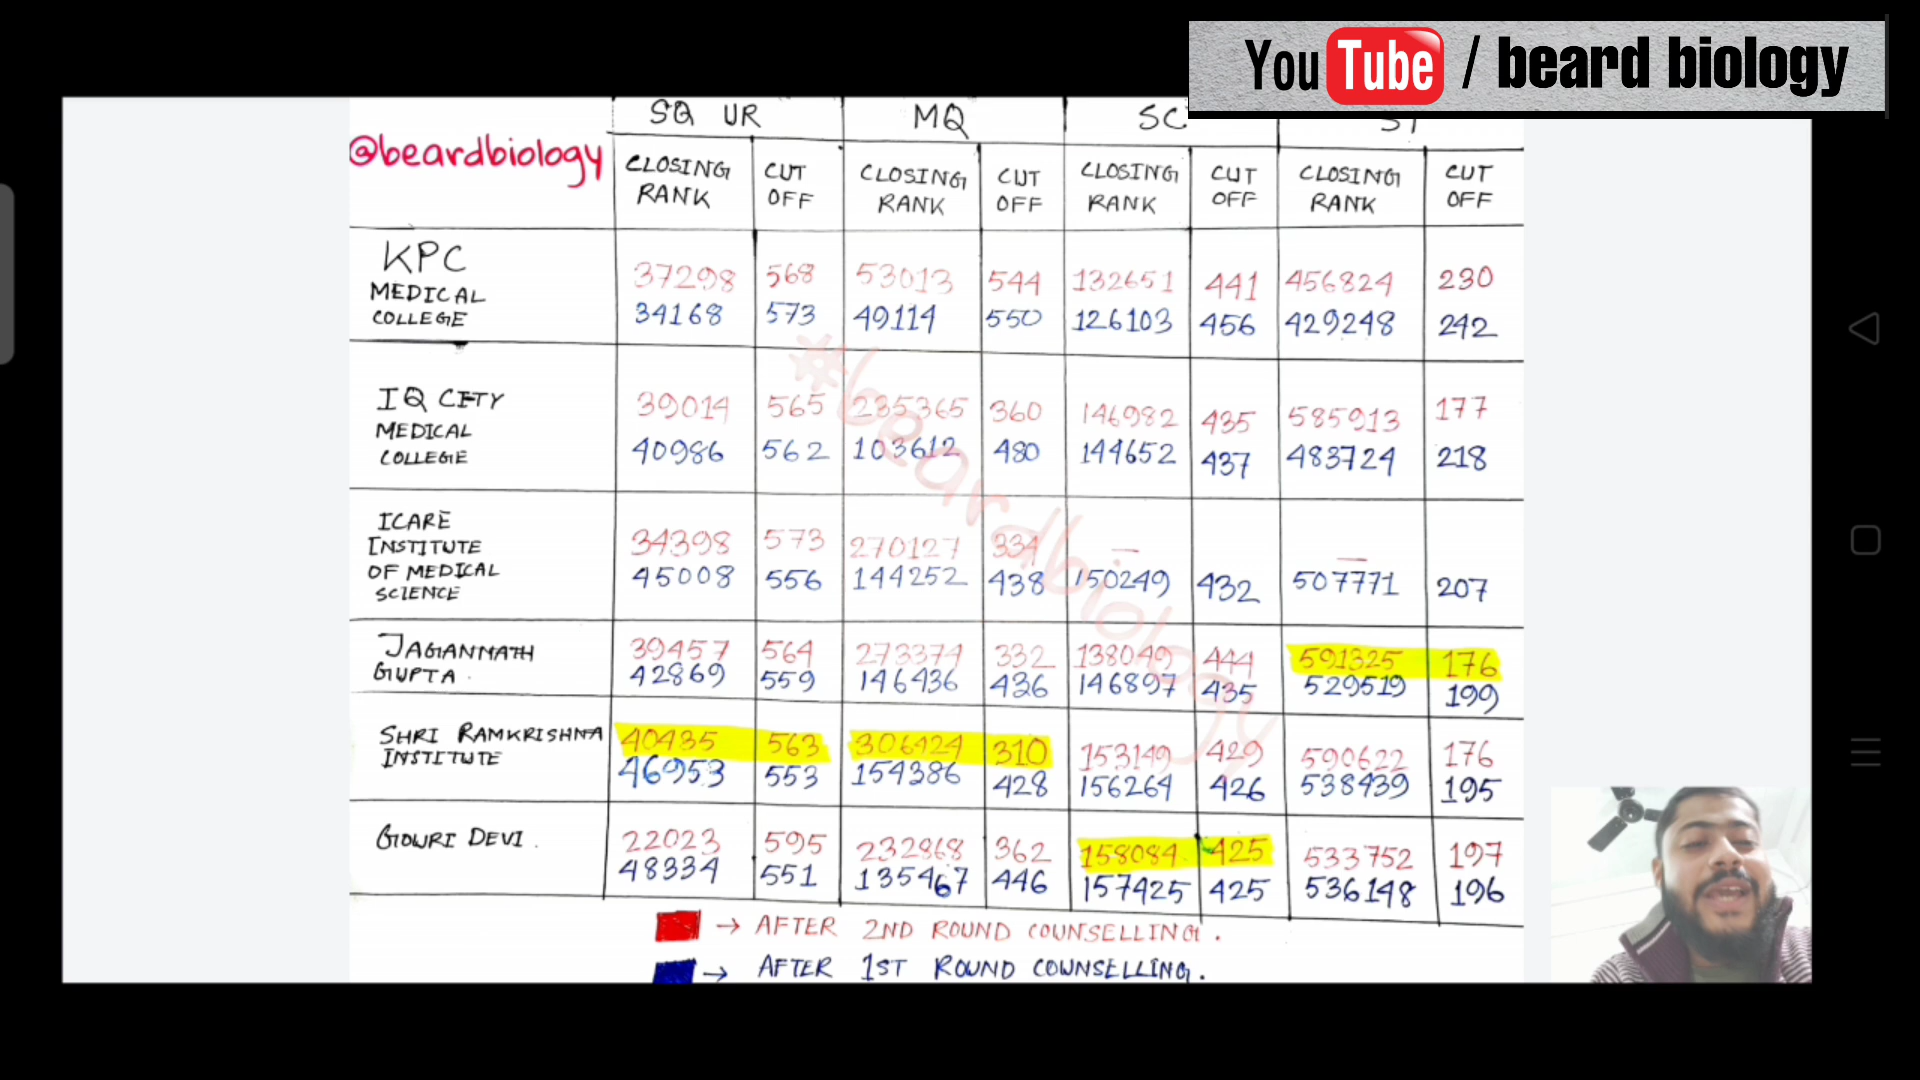 YouTube / beard biology
SQ UR MQ SC ST
@beardbiology
CLOSING RANK CUT OFF CLOSING RANK CUT OFF CLOSING RANK CUT OFF CLOSING RANK CUT OFF
KPC MEDICAL COLLEGE
37298 568 53013 544 132651 441 456824 230
34168 573 49114 550 126103 456 429248 242
IQ CITY MEDICAL COLLEGE
39014 565 235365 360 146982 435 585913 177
40986 562 103612 480 144652 437 483724 218
ICARE INSTITUTE OF MEDICAL SCIENCE
34398 573 270127 334 — —
45008 556 144252 438 150249 432 507771 207
JAGANNATH GUPTA
39457 564 273374 332 138049 444 591325 176
42869 559 146436 436 146897 435 529519 199
SHRI RAMKRISHNA INSTITUTE
40435 563 306424 310 153149 429 590622 176
46953 553 154386 428 156264 426 538439 195
GOWRI DEVI.
22023 595 232868 362 158084 425 533752 197
48334 551 135467 446 157425 425 536148 196
→ AFTER 2ND ROUND COUNSELLING.
→ AFTER 1ST ROUND COUNSELLING.
#beardbiology